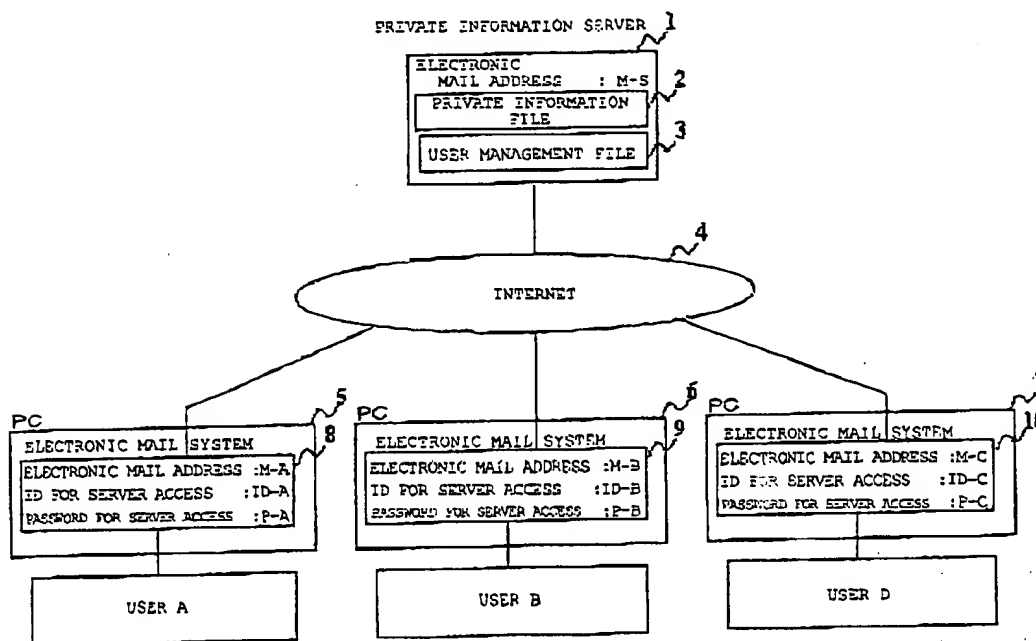 PRIVATE INFORMATION SERVER 1
ELECTRONIC
MAIL ADDRESS : M-S
2
PRIVATE INFORMATION
FILE
3
USER MANAGEMENT FILE
4
INTERNET
PC 5
ELECTRONIC MAIL SYSTEM 8
ELECTRONIC MAIL ADDRESS :M-A
ID FOR SERVER ACCESS :ID-A
PASSWORD FOR SERVER ACCESS :P-A
USER A
PC 6
ELECTRONIC MAIL SYSTEM 9
ELECTRONIC MAIL ADDRESS :M-B
ID FOR SERVER ACCESS :ID-B
PASSWORD FOR SERVER ACCESS :P-B
USER B
PC
ELECTRONIC MAIL SYSTEM 10
ELECTRONIC MAIL ADDRESS :M-C
ID FOR SERVER ACCESS :ID-C
PASSWORD FOR SERVER ACCESS :P-C
USER D